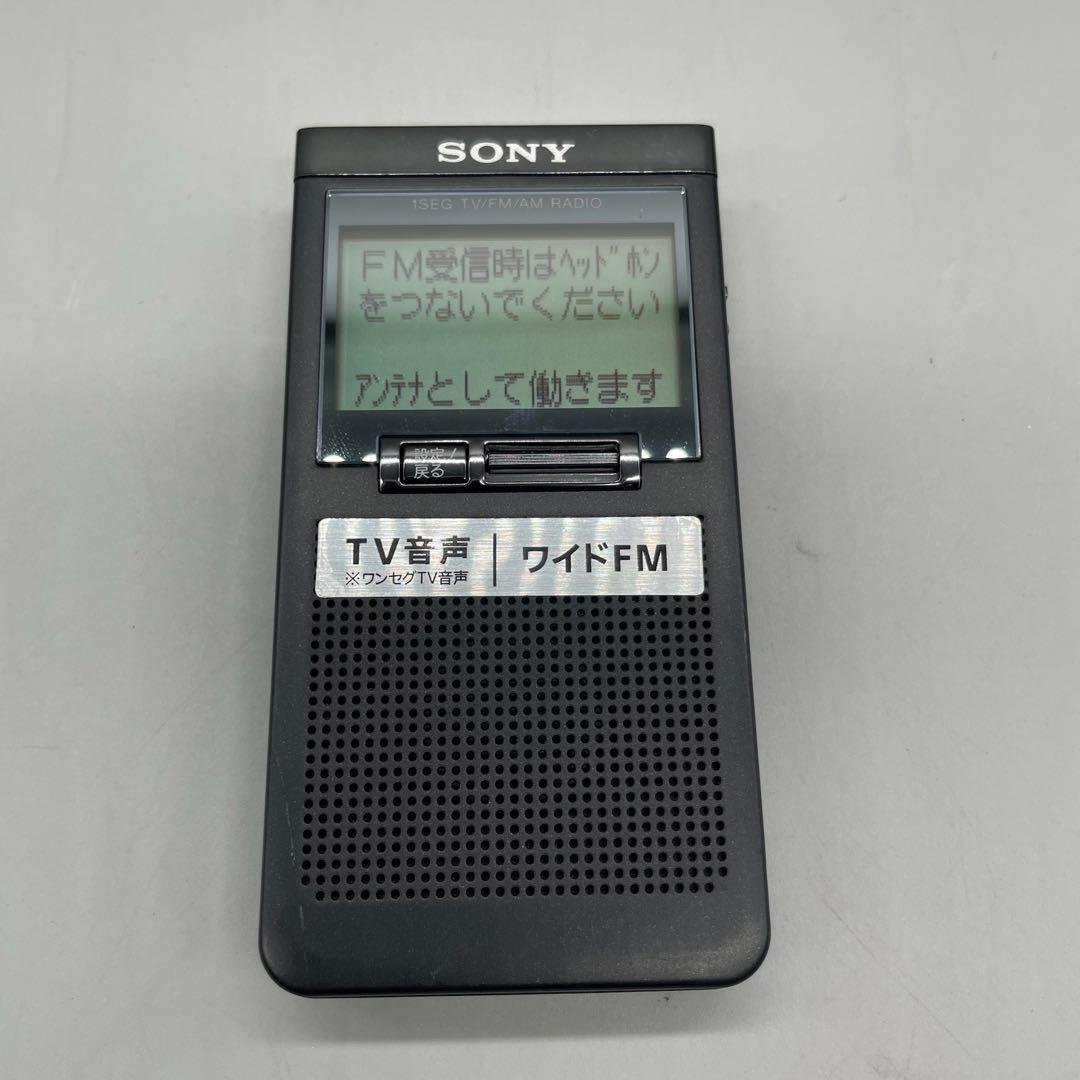 SONY
1SEG TV/FM/AM RADIO
FM受信時はﾍｯﾄﾞﾎﾝ
をつないでください
ｱﾝﾃﾅとして働きます
設定/
戻る
TV音声 | ワイドFM
※ワンセグTV音声